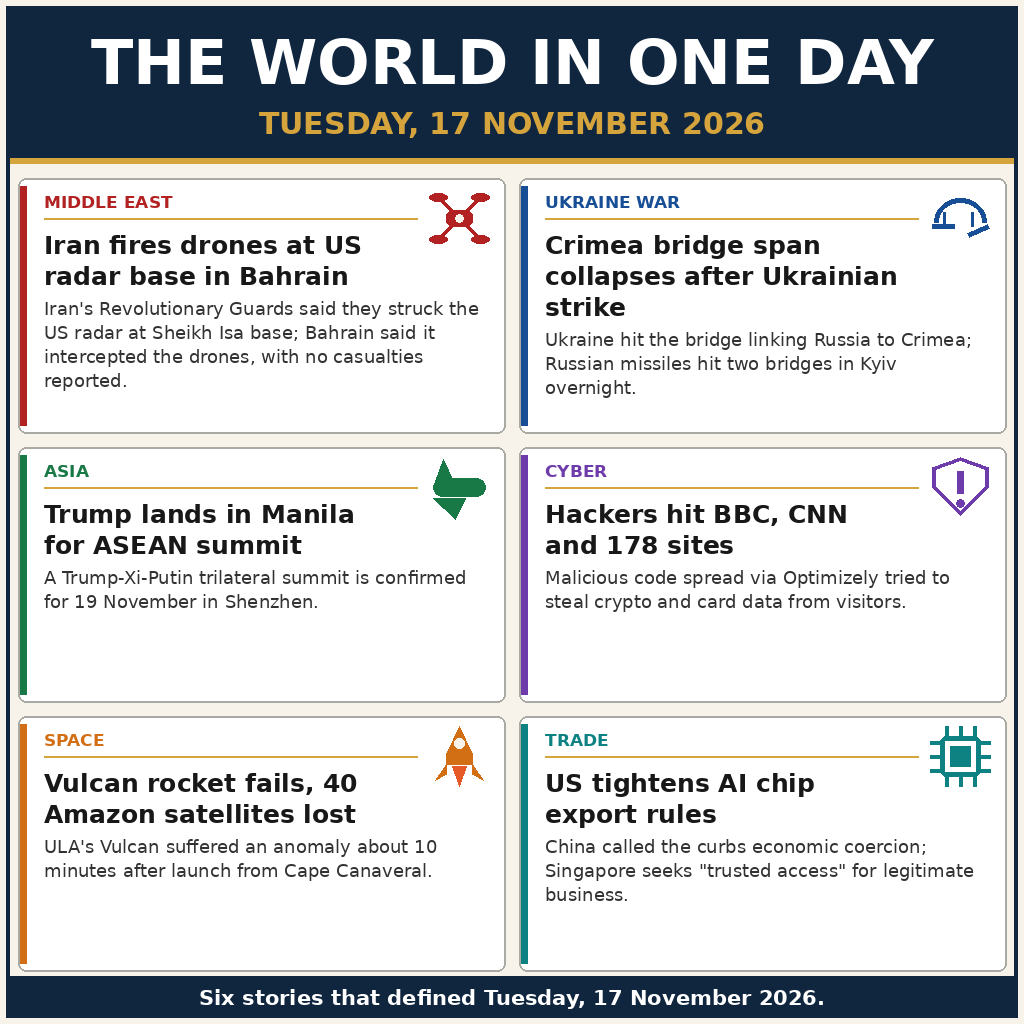 THE WORLD IN ONE DAY
TUESDAY, 17 NOVEMBER 2026
MIDDLE EAST
Iran fires drones at US
radar base in Bahrain
Iran's Revolutionary Guards said they struck the
US radar at Sheikh Isa base; Bahrain said it
intercepted the drones, with no casualties
reported.
UKRAINE WAR
Crimea bridge span
collapses after Ukrainian
strike
Ukraine hit the bridge linking Russia to Crimea;
Russian missiles hit two bridges in Kyiv
overnight.
ASIA
Trump lands in Manila
for ASEAN summit
A Trump-Xi-Putin trilateral summit is confirmed
for 19 November in Shenzhen.
CYBER
Hackers hit BBC, CNN
and 178 sites
Malicious code spread via Optimizely tried to
steal crypto and card data from visitors.
SPACE
Vulcan rocket fails, 40
Amazon satellites lost
ULA's Vulcan suffered an anomaly about 10
minutes after launch from Cape Canaveral.
TRADE
US tightens AI chip
export rules
China called the curbs economic coercion;
Singapore seeks "trusted access" for legitimate
business.
Six stories that defined Tuesday, 17 November 2026.